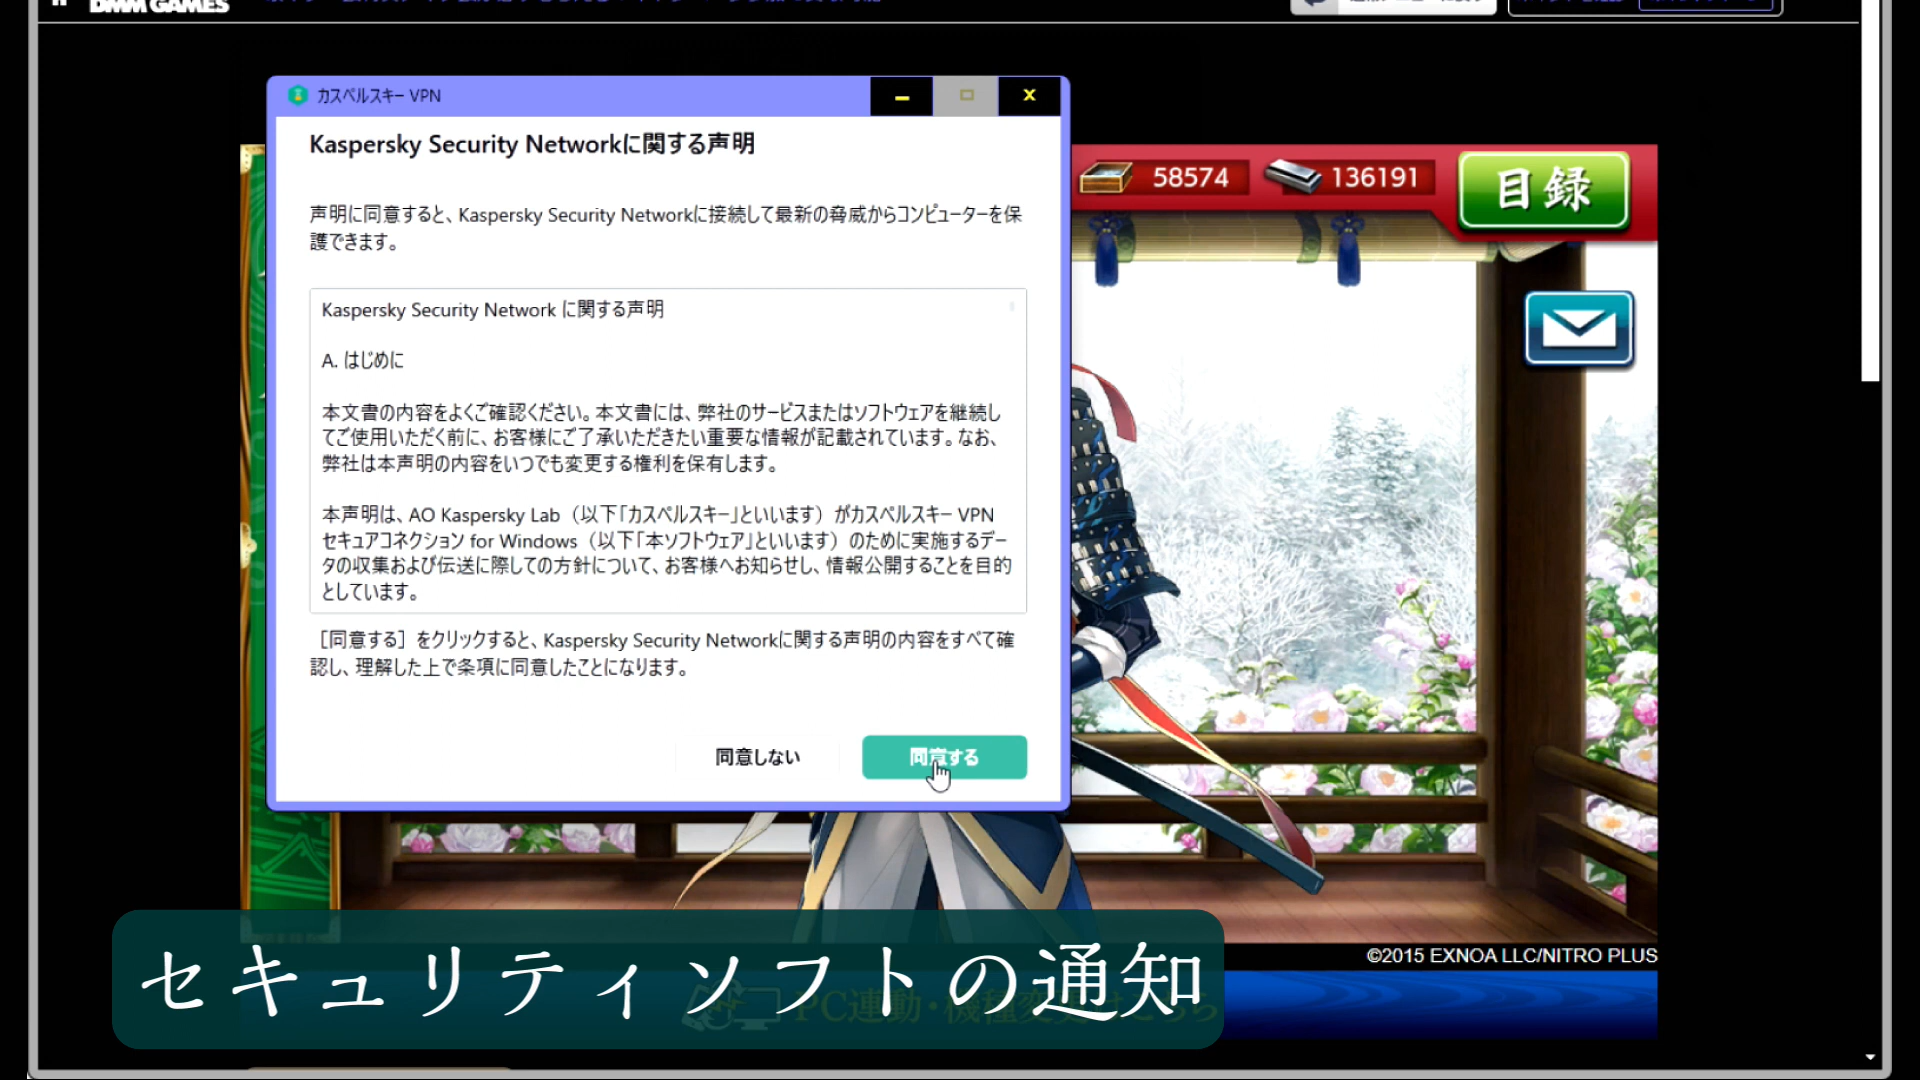 DMM GAMES
カスペルスキー VPN
Kaspersky Security Networkに関する声明
声明に同意すると、Kaspersky Security Networkに接続して最新の脅威からコンピューターを保
護できます。
Kaspersky Security Network に関する声明
A. はじめに
本文書の内容をよくご確認ください。本文書には、弊社のサービスまたはソフトウェアを継続し
てご使用いただく前に、お客様にご了承いただきたい重要な情報が記載されています。なお、
弊社は本声明の内容をいつでも変更する権利を保有します。
本声明は、AO Kaspersky Lab（以下「カスペルスキー」といいます）がカスペルスキー VPN
セキュアコネクション for Windows（以下「本ソフトウェア」といいます）のために実施するデー
タの収集および伝送に際しての方針について、お客様へお知らせし、情報公開することを目的
としています。
［同意する］をクリックすると、Kaspersky Security Networkに関する声明の内容をすべて確
認し、理解した上で条項に同意したことになります。
同意しない
同意する
58574
136191
目録
©2015 EXNOA LLC/NITRO PLUS
PC連動・機種変更はこちら
セキュリティソフトの通知